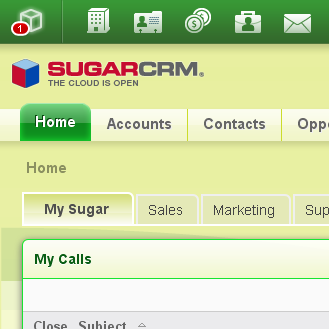 1
SUGARCRM®
THE CLOUD IS OPEN
Home Accounts Contacts
Home
My Sugar Sales Marketing
My Calls
Close Subject